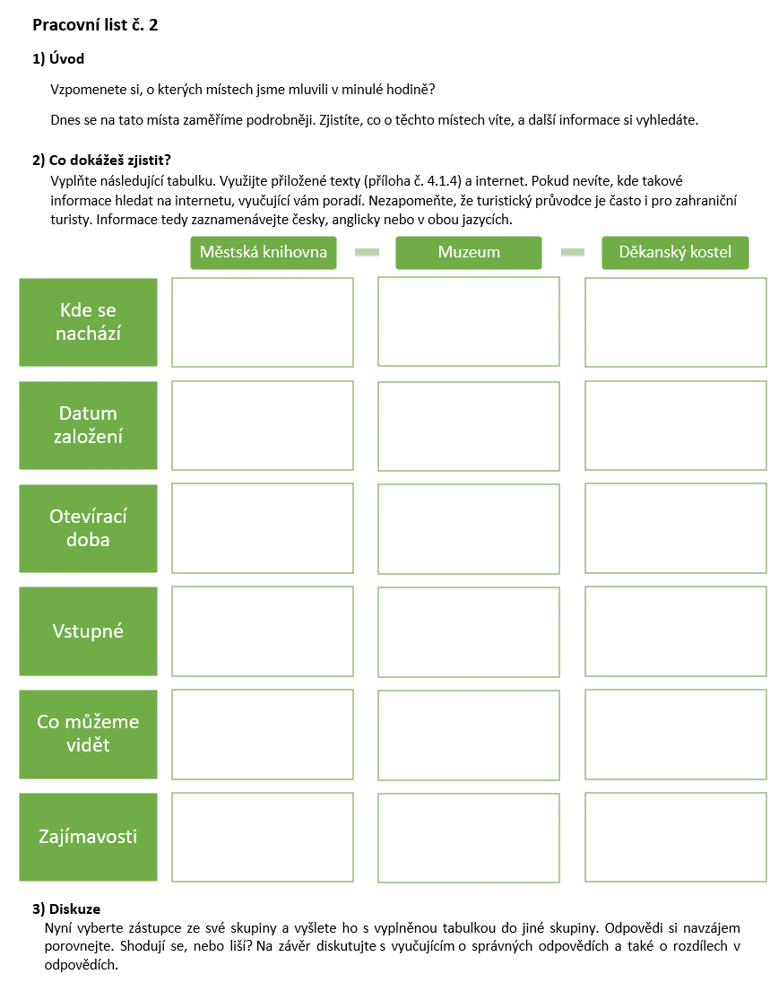 Pracovní list č. 2
1) Úvod
Vzpomenete si, o kterých místech jsme mluvili v minulé hodině?
Dnes se na tato místa zaměříme podrobněji. Zjistíte, co o těchto místech víte, a další informace si vyhledáte.
2) Co dokážeš zjistit?
Vyplňte následující tabulku. Využijte přiložené texty (příloha č. 4.1.4) a internet. Pokud nevíte, kde takové
informace hledat na internetu, vyučující vám poradí. Nezapomeňte, že turistický průvodce je často i pro zahraniční
turisty. Informace tedy zaznamenávejte česky, anglicky nebo v obou jazycích.
Městská knihovna
Muzeum
Děkanský kostel
Kde se
nachází
Datum
založení
Otevírací
doba
Vstupné
Co můžeme
vidět
Zajímavosti
3) Diskuze
Nyní vyberte zástupce ze své skupiny a vyšlete ho s vyplněnou tabulkou do jiné skupiny. Odpovědi si navzájem
porovnejte. Shodují se, nebo liší? Na závěr diskutujte s vyučujícím o správných odpovědích a také o rozdílech v
odpovědích.